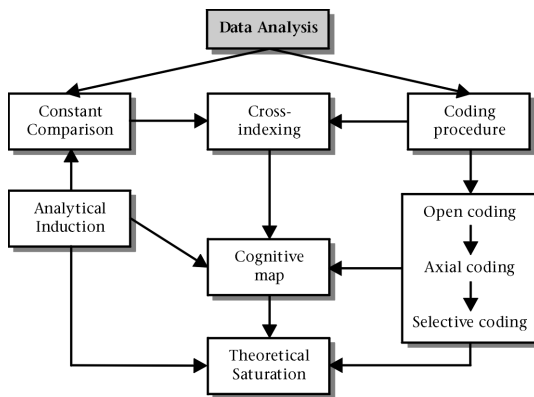 Data Analysis
Constant
Comparison
Cross-
indexing
Coding
procedure
Analytical
Induction
Open coding
Cognitive
map
Axial coding
Selective coding
Theoretical
Saturation